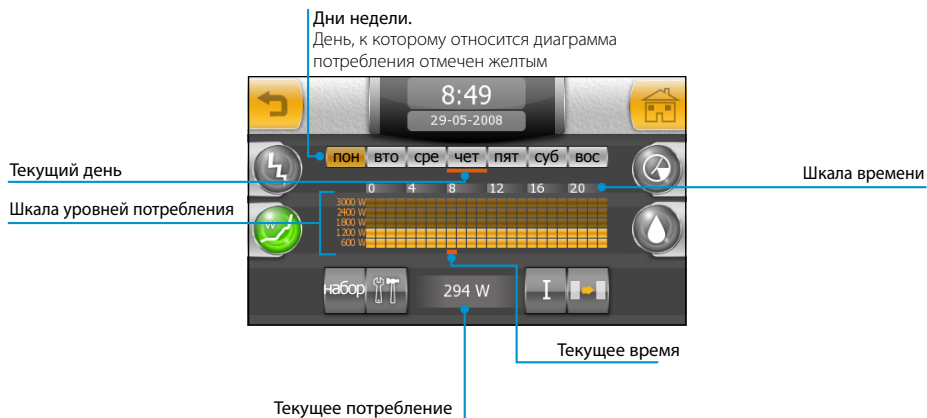 Дни недели.
День, к которому относится диаграмма
потребления отмечен желтым
8:49
29-05-2008
пон вто сре чет пят суб вос
Текущий день
Шкала времени
0 4 8 12 16 20
Шкала уровней потребления
3000 W
2400 W
1800 W
1200 W
600 W
W
набор
294 W
I
Текущее время
Текущее потребление